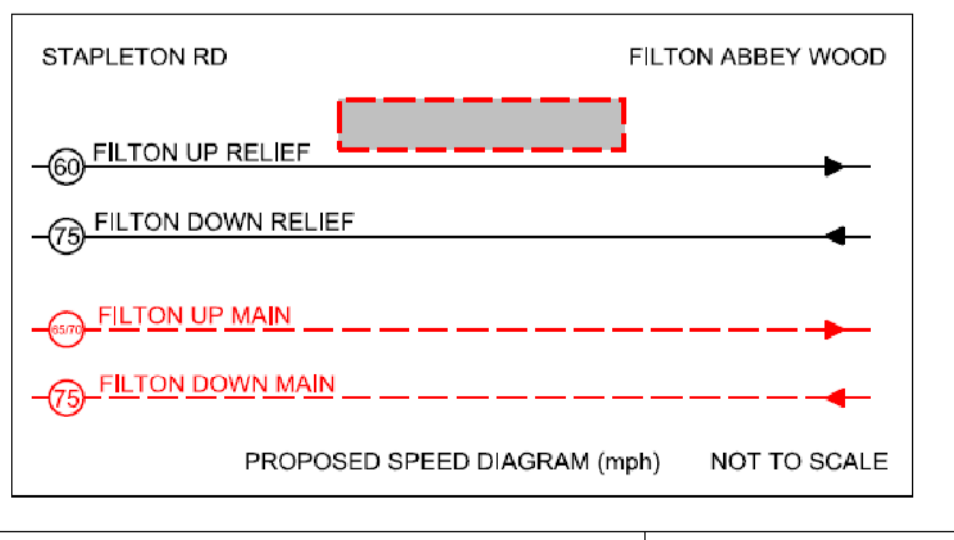 STAPLETON RD FILTON ABBEY WOOD
60 FILTON UP RELIEF
75 FILTON DOWN RELIEF
65/70 FILTON UP MAIN
75 FILTON DOWN MAIN
PROPOSED SPEED DIAGRAM (mph) NOT TO SCALE